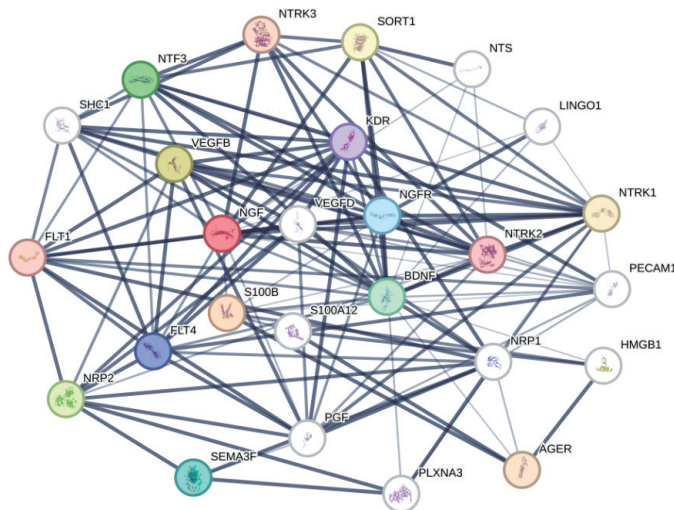 NTRK3
SORT1
NTS
NTF3
SHC1
LINGO1
KDR
VEGFB
NTRK1
VEGFD
NGFR
NGF
NTRK2
FLT1
PECAM1
BDNF
S100B
S100A12
FLT4
NRP1
HMGB1
NRP2
PGF
AGER
SEMA3F
PLXNA3